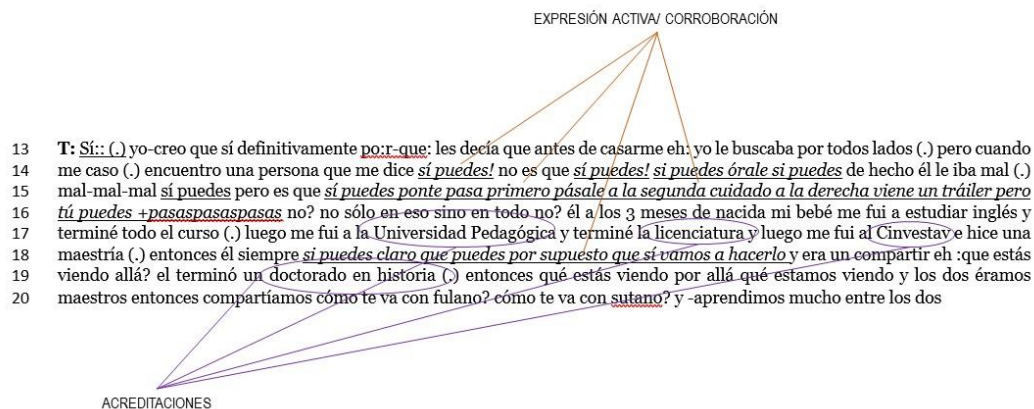 EXPRESIÓN ACTIVA/ CORROBORACIÓN
13 T: Sí:: (.) yo-creo que sí definitivamente po:r-que: les decía que antes de casarme eh: yo le buscaba por todos lados (.) pero cuando
14 me caso (.) encuentro una persona que me dice sí puedes! no es que sí puedes! si puedes órale si puedes de hecho él le iba mal (.)
15 mal-mal-mal sí puedes pero es que sí puedes ponte pasa primero pásale a la segunda cuidado a la derecha viene un tráiler pero
16 tú puedes +pasaspasaspasas no? no sólo en eso sino en todo no? él a los 3 meses de nacida mi bebé me fui a estudiar inglés y
17 terminé todo el curso (.) luego me fui a la Universidad Pedagógica y terminé la licenciatura y luego me fui al Cinvestav e hice una
18 maestría (.) entonces él siempre si puedes claro que puedes por supuesto que sí vamos a hacerlo y era un compartir eh :que estás
19 viendo allá? el terminó un doctorado en historia (.) entonces qué estás viendo por allá qué estamos viendo y los dos éramos
20 maestros entonces compartíamos cómo te va con fulano? cómo te va con sutano? y -aprendimos mucho entre los dos
ACREDITACIONES